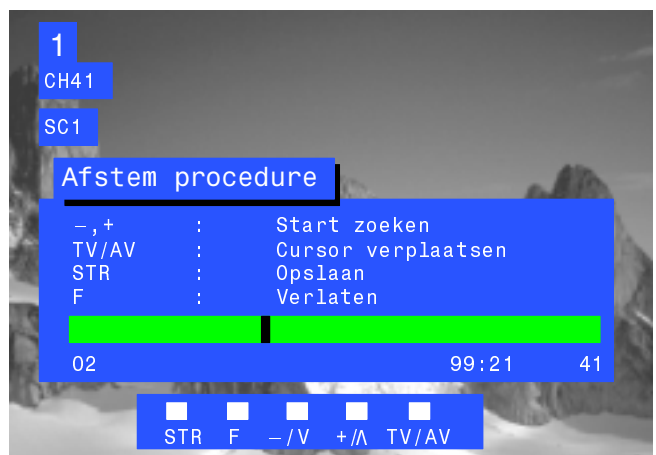 1
CH41
SC1
Afstem procedure
–,+ : Start zoeken
TV/AV : Cursor verplaatsen
STR : Opslaan
F : Verlaten
02 99:21 41
STR F –/V +/Λ TV/AV